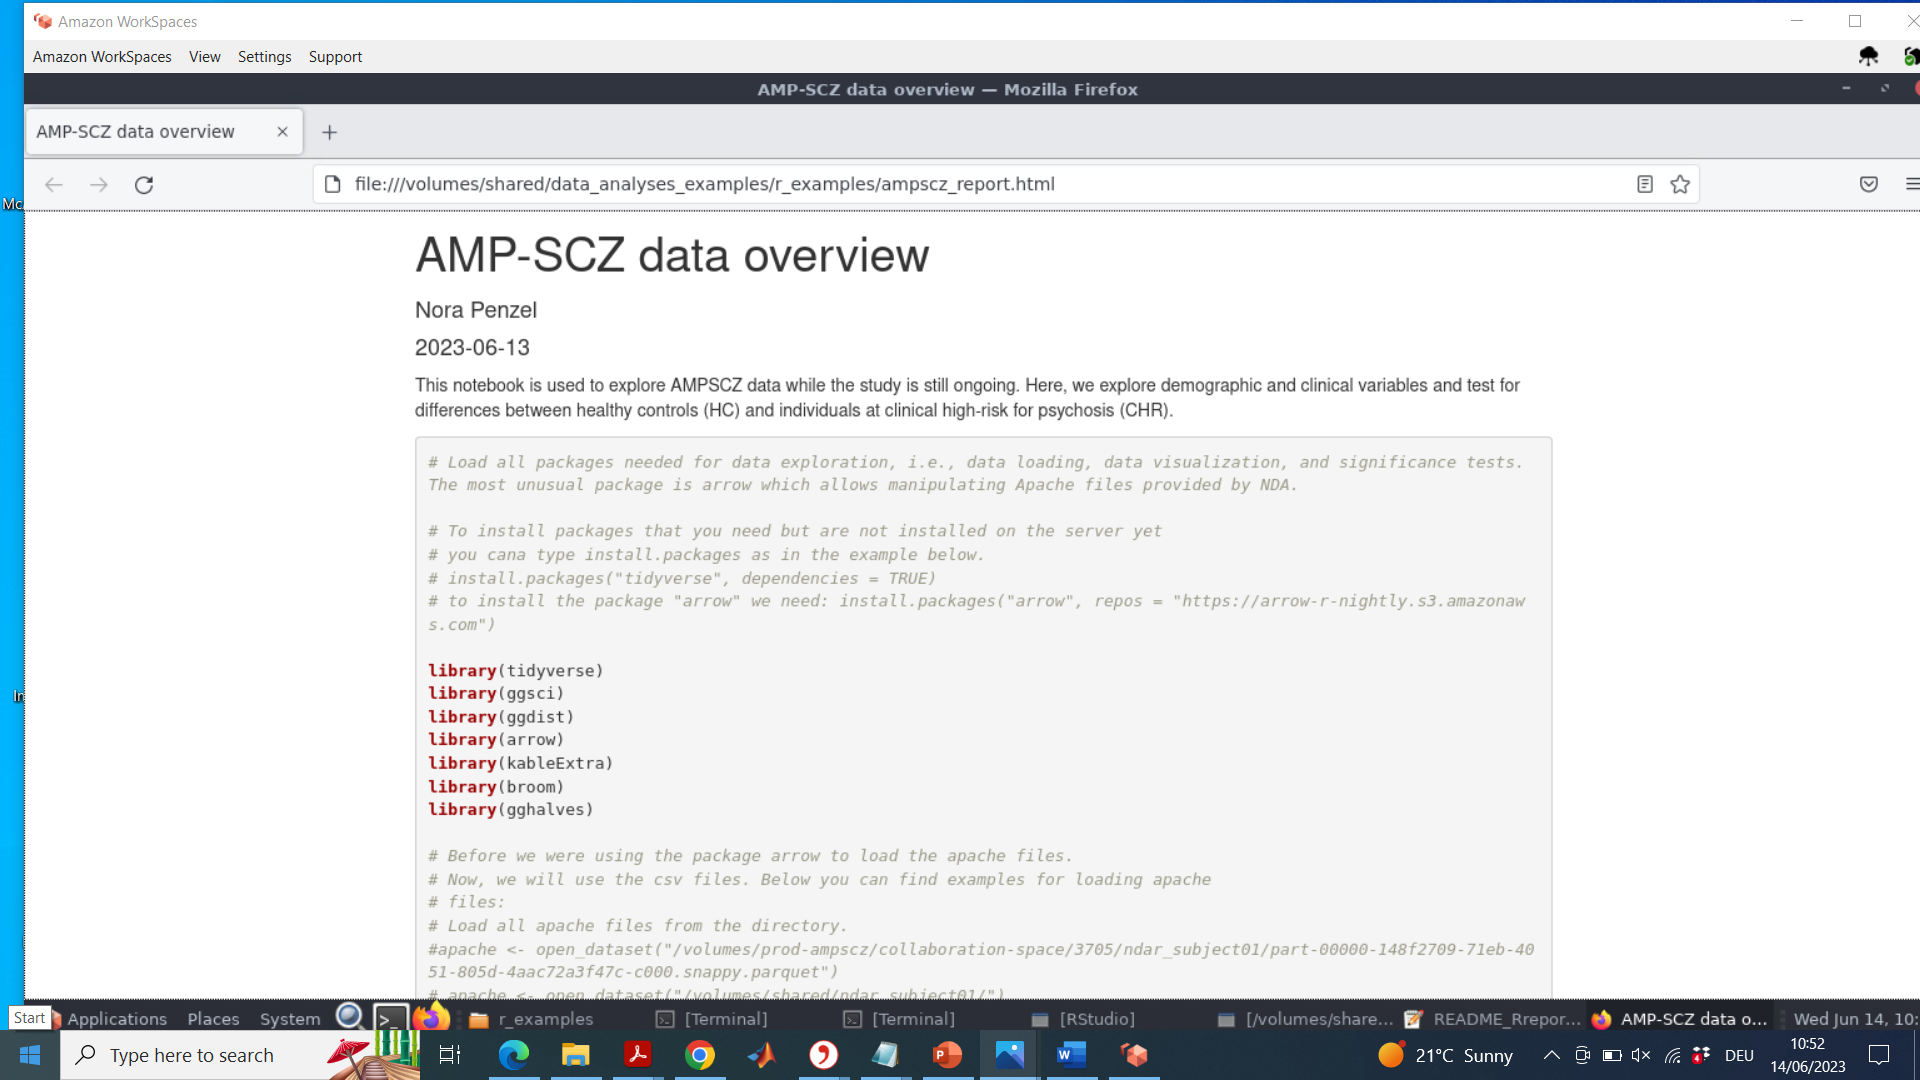 Amazon WorkSpaces
Amazon WorkSpaces View Settings Support
AMP-SCZ data overview — Mozilla Firefox
AMP-SCZ data overview
file:///volumes/shared/data_analyses_examples/r_examples/ampscz_report.html
Mc
AMP-SCZ data overview
Nora Penzel
2023-06-13
This notebook is used to explore AMPSCZ data while the study is still ongoing. Here, we explore demographic and clinical variables and test for
differences between healthy controls (HC) and individuals at clinical high-risk for psychosis (CHR).
# Load all packages needed for data exploration, i.e., data loading, data visualization, and significance tests.
The most unusual package is arrow which allows manipulating Apache files provided by NDA.
# To install packages that you need but are not installed on the server yet
# you cana type install.packages as in the example below.
# install.packages("tidyverse", dependencies = TRUE)
# to install the package "arrow" we need: install.packages("arrow", repos = "https://arrow-r-nightly.s3.amazonaw
s.com")
library(tidyverse)
In
library(ggsci)
library(ggdist)
library(arrow)
library(kableExtra)
library(broom)
library(gghalves)
# Before we were using the package arrow to load the apache files.
# Now, we will use the csv files. Below you can find examples for loading apache
# files:
# Load all apache files from the directory.
#apache <- open_dataset("/volumes/prod-ampscz/collaboration-space/3705/ndar_subject01/part-00000-148f2709-71eb-40
51-805d-4aac72a3f47c-c000.snappy.parquet")
# apache <- open_dataset("/volumes/shared/ndar_subject01/")
Start Applications Places System r_examples [Terminal] [Terminal] [RStudio] [/volumes/share... README_Rrepor... AMP-SCZ data o... Wed Jun 14, 10:
Type here to search 21°C Sunny DEU 10:52
14/06/2023